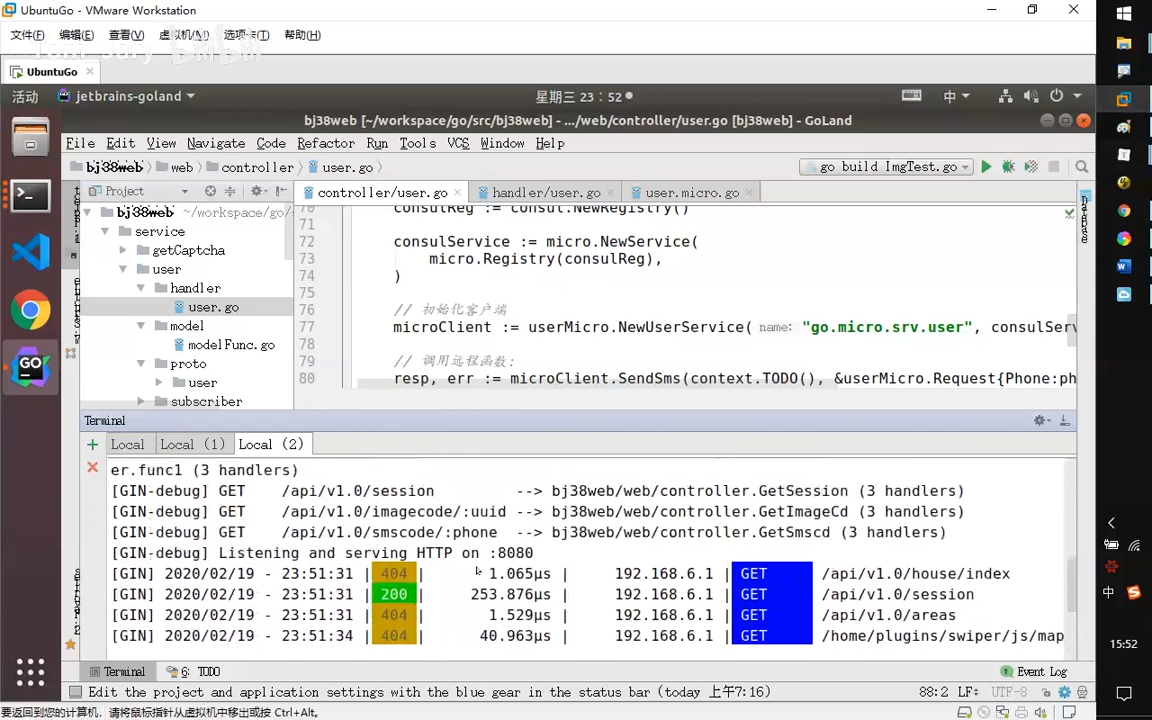 UbuntuGo - VMware Workstation
文件(F) 编辑(E) 查看(V) 虚拟机(M) 选项卡(T) 帮助(H)
UbuntuGo
活动 jetbrains-goland 星期三 23：52 中
bj38web [~/workspace/go/src/bj38web] - .../web/controller/user.go [bj38web] - GoLand
File Edit View Navigate Code Refactor Run Tools VCS Window Help
bj38web web controller user.go go build ImgTest.go
Project controller/user.go handler/user.go user.micro.go
bj38web ~/workspace/go/s
service
getCaptcha
user
handler
user.go
model
modelFunc.go
proto
user
subscriber
70 consulReg := consul.NewRegistry()
71
72 consulService := micro.NewService(
73 micro.Registry(consulReg),
74 )
75
76 // 初始化客户端
77 microClient := userMicro.NewUserService( name: "go.micro.srv.user", consulServ
78
79 // 调用远程函数:
80 resp, err := microClient.SendSms(context.TODO(), &userMicro.Request{Phone:ph
Database
Terminal
Local Local (1) Local (2)
er.func1 (3 handlers)
[GIN-debug] GET /api/v1.0/session --> bj38web/web/controller.GetSession (3 handlers)
[GIN-debug] GET /api/v1.0/imagecode/:uuid --> bj38web/web/controller.GetImageCd (3 handlers)
[GIN-debug] GET /api/v1.0/smscode/:phone --> bj38web/web/controller.GetSmscd (3 handlers)
[GIN-debug] Listening and serving HTTP on :8080
[GIN] 2020/02/19 - 23:51:31 | 404 | 1.065µs | 192.168.6.1 | GET /api/v1.0/house/index
[GIN] 2020/02/19 - 23:51:31 | 200 | 253.876µs | 192.168.6.1 | GET /api/v1.0/session
[GIN] 2020/02/19 - 23:51:31 | 404 | 1.529µs | 192.168.6.1 | GET /api/v1.0/areas
[GIN] 2020/02/19 - 23:51:34 | 404 | 40.963µs | 192.168.6.1 | GET /home/plugins/swiper/js/map
Terminal 6: TODO Event Log
Edit the project and application settings with the blue gear in the status bar (today 上午7:16) 88:2 LF: UTF-8
要返回到您的计算机，请将鼠标指针从虚拟机中移出或按 Ctrl+Alt。
中
15:52